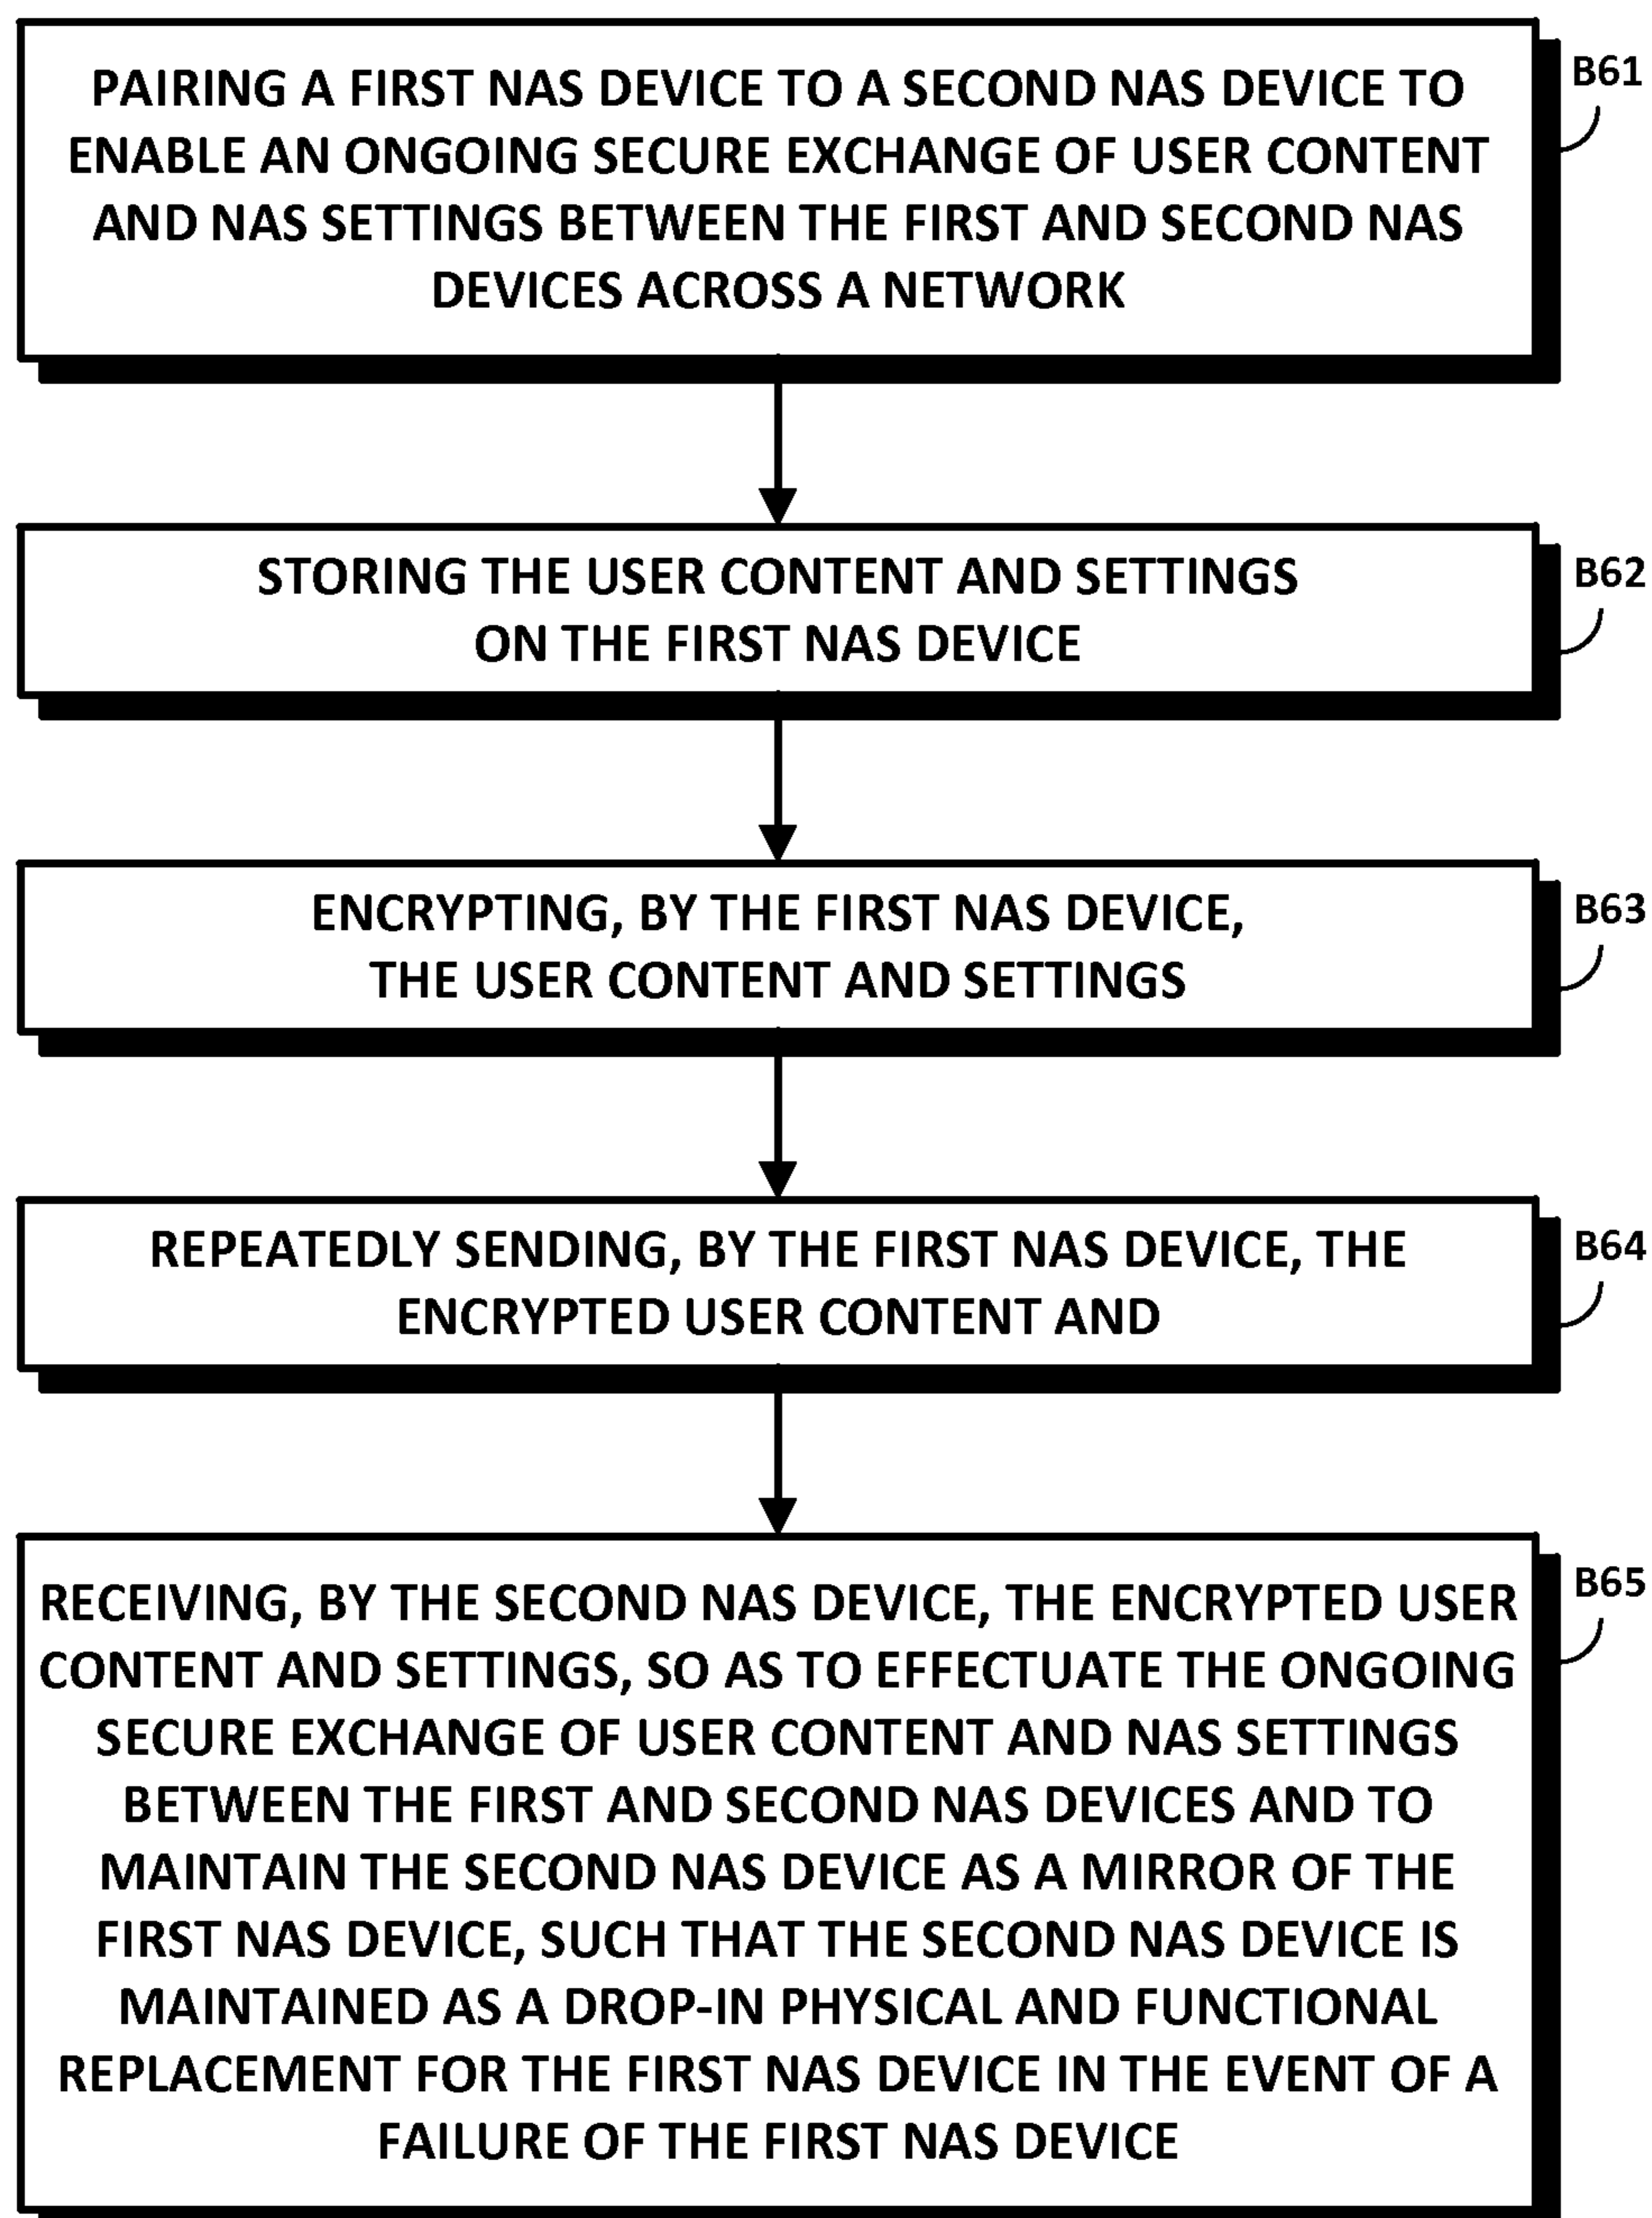 PAIRING A FIRST NAS DEVICE TO A SECOND NAS DEVICE TO
ENABLE AN ONGOING SECURE EXCHANGE OF USER CONTENT
AND NAS SETTINGS BETWEEN THE FIRST AND SECOND NAS
DEVICES ACROSS A NETWORK
B61
STORING THE USER CONTENT AND SETTINGS
ON THE FIRST NAS DEVICE
B62
ENCRYPTING, BY THE FIRST NAS DEVICE,
THE USER CONTENT AND SETTINGS
B63
REPEATEDLY SENDING, BY THE FIRST NAS DEVICE, THE
ENCRYPTED USER CONTENT AND
B64
RECEIVING, BY THE SECOND NAS DEVICE, THE ENCRYPTED USER
CONTENT AND SETTINGS, SO AS TO EFFECTUATE THE ONGOING
SECURE EXCHANGE OF USER CONTENT AND NAS SETTINGS
BETWEEN THE FIRST AND SECOND NAS DEVICES AND TO
MAINTAIN THE SECOND NAS DEVICE AS A MIRROR OF THE
FIRST NAS DEVICE, SUCH THAT THE SECOND NAS DEVICE IS
MAINTAINED AS A DROP-IN PHYSICAL AND FUNCTIONAL
REPLACEMENT FOR THE FIRST NAS DEVICE IN THE EVENT OF A
FAILURE OF THE FIRST NAS DEVICE
B65